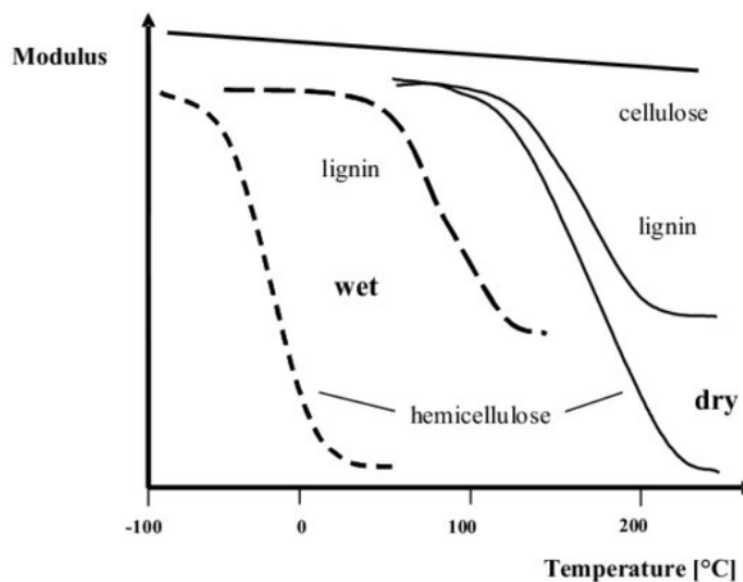 Modulus
cellulose
lignin
lignin
wet
hemicellulose
dry
-100
0
100
200
Temperature [°C]